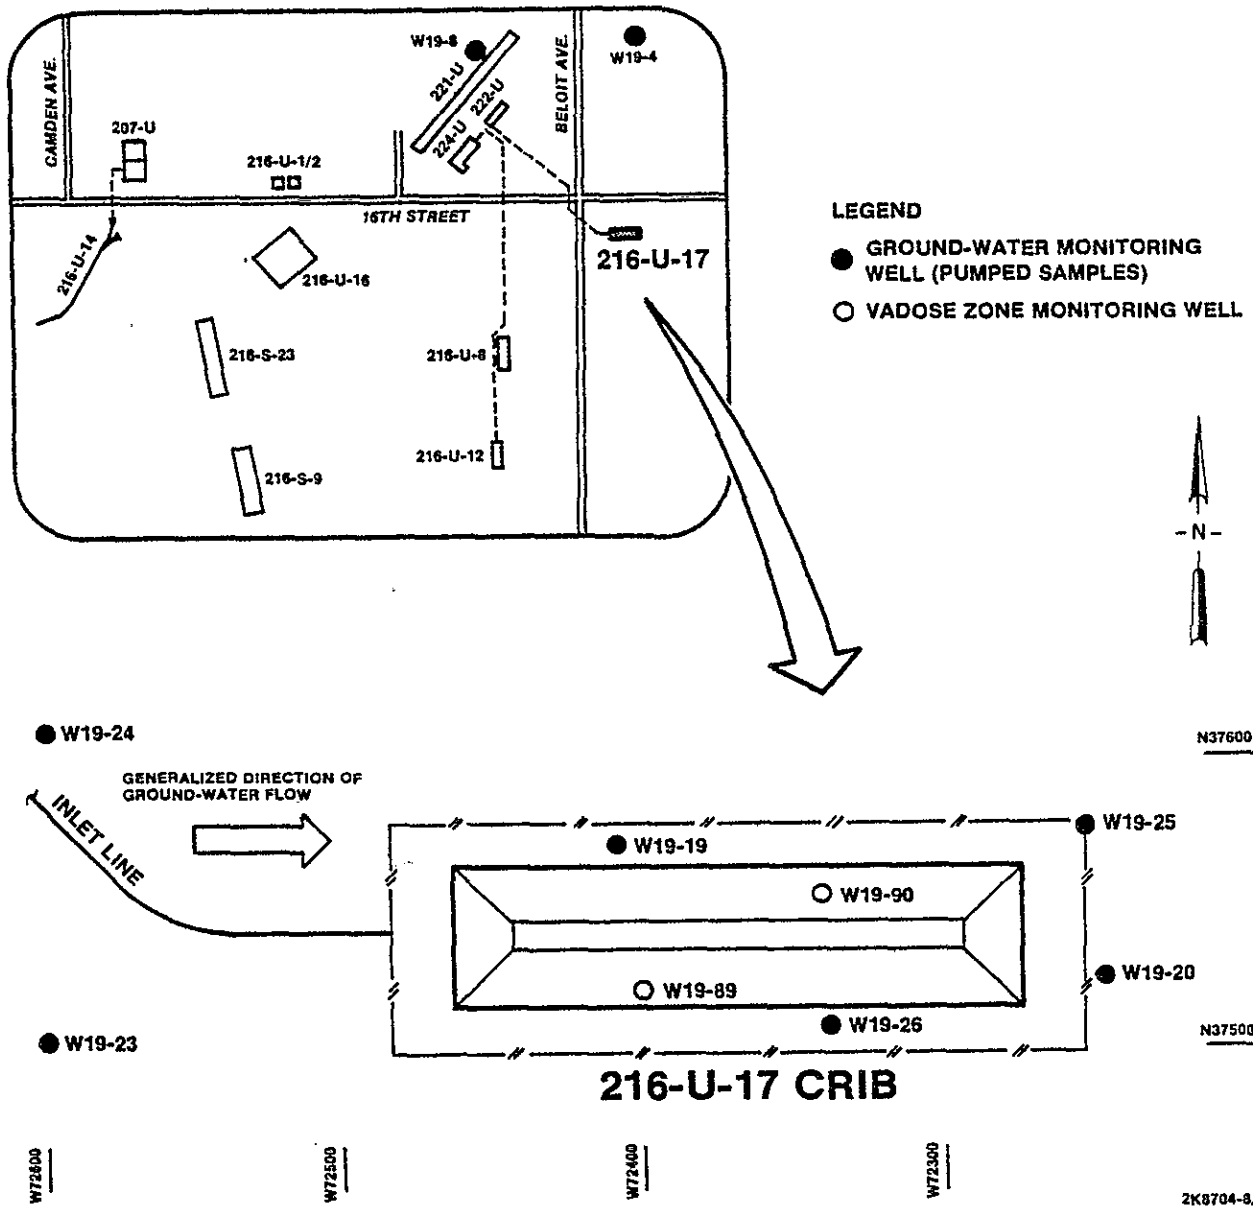 W19-8
W19-4
CAMDEN AVE.
221-U
222-U
BELOIT AVE.
207-U
224-U
216-U-1/2
16TH STREET
216-U-14
216-U-16
216-U-17
216-S-23
216-U-8
216-U-12
216-S-9
LEGEND
GROUND-WATER MONITORING
WELL (PUMPED SAMPLES)
VADOSE ZONE MONITORING WELL
- N -
W19-24
N37600
GENERALIZED DIRECTION OF
GROUND-WATER FLOW
INLET LINE
W19-25
W19-19
W19-90
W19-20
W19-89
W19-26
W19-23
N37500
216-U-17 CRIB
W72600
W72500
W72400
W72300